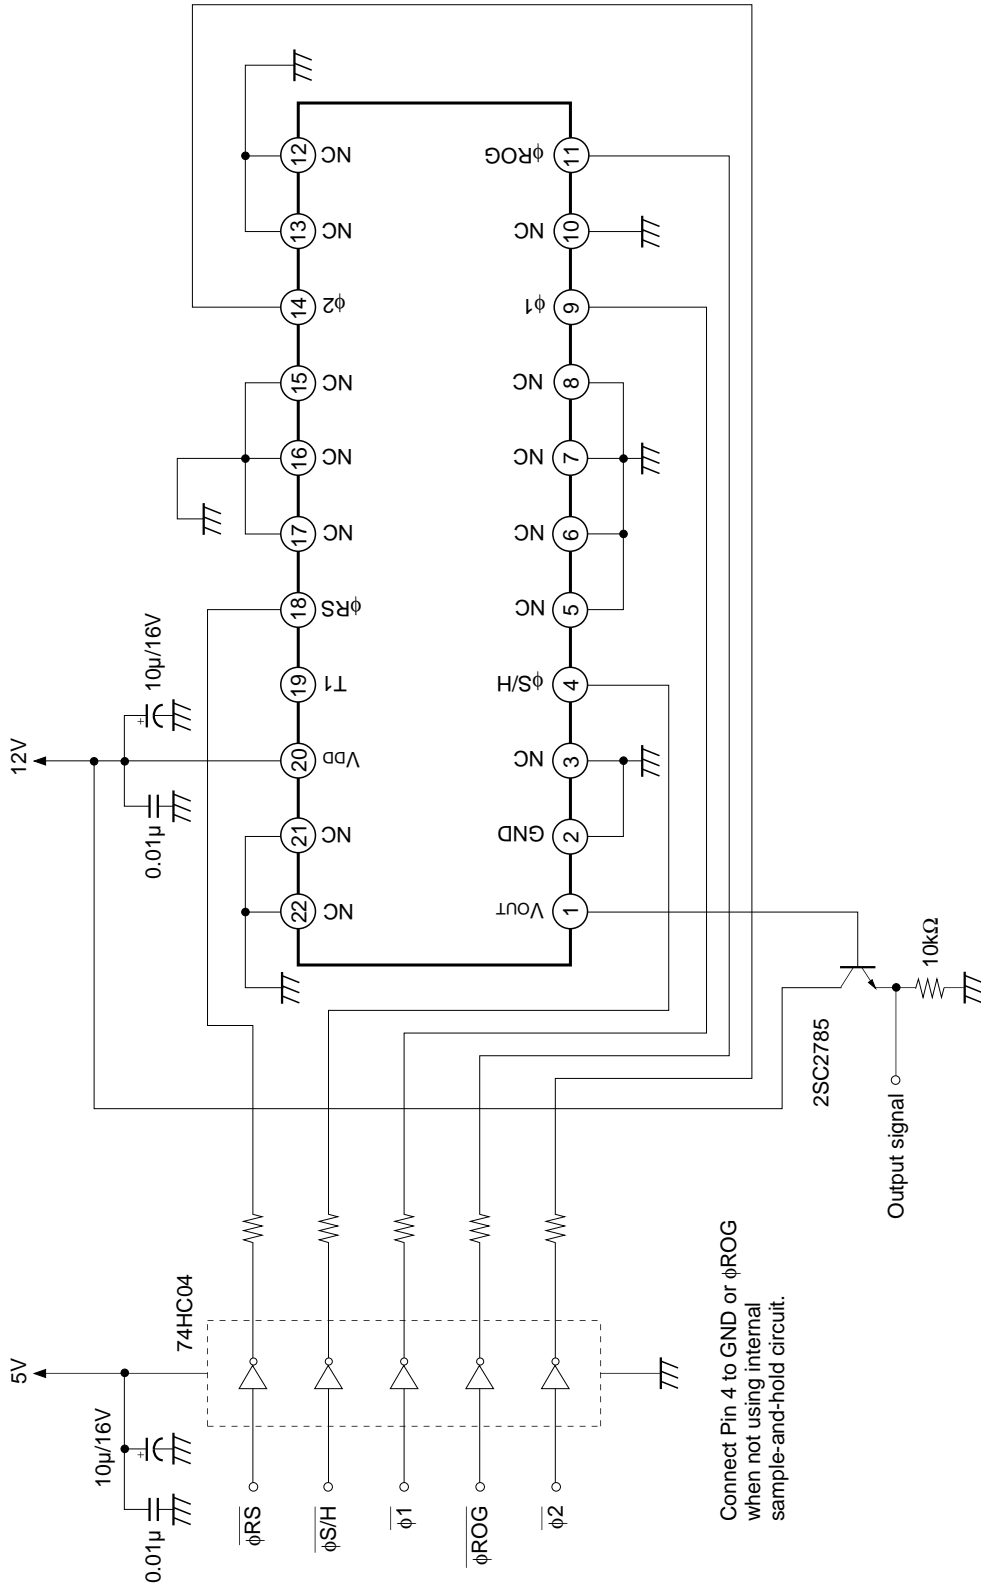 5V
10μ/16V
0.01μ
74HC04
φRS
φS/H
φ1
φROG
φ2
Connect Pin 4 to GND or φROG
when not using internal
sample-and-hold circuit.
12V
10μ/16V
0.01μ
22 NC
21 NC
20 VDD
19 T1
18 φRS
17 NC
16 NC
15 NC
14 φ2
13 NC
12 NC
1 VOUT
2 GND
3 NC
4 φS/H
5 NC
6 NC
7 NC
8 NC
9 φ1
10 NC
11 φROG
Output signal
2SC2785
10kΩ